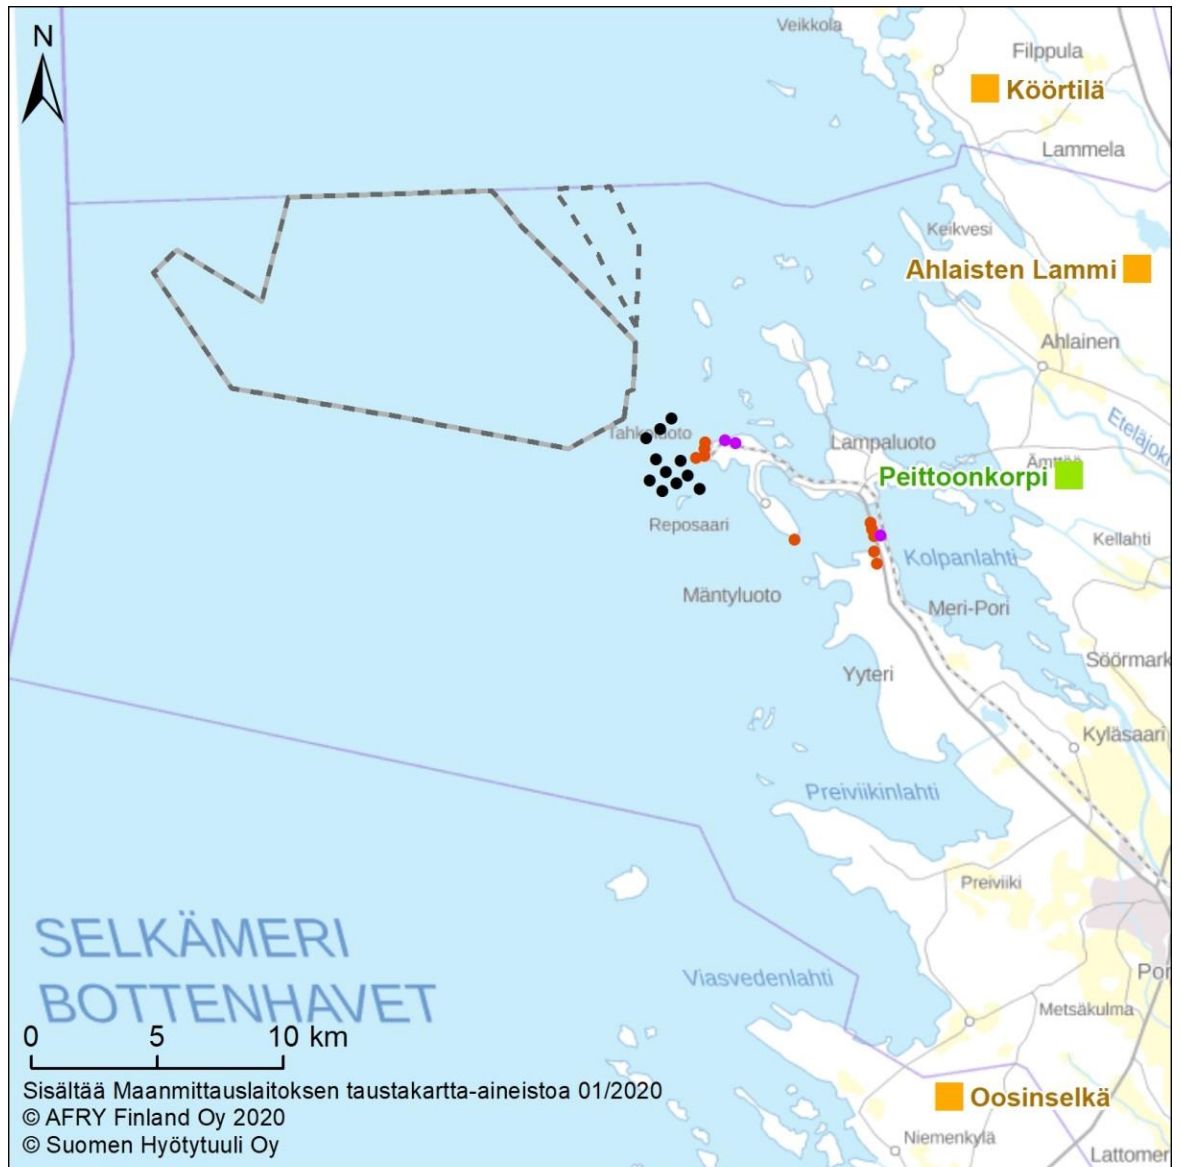 N
Veikkola
Filppula
Köörtilä
Lammela
Keikvesi
Ahlaisten Lammi
Ahlainen
Eteläjoki
Tahkoluoto
Lampaluoto
Ämttöö
Peittoonkorpi
Reposaari
Kellahti
Kolpanlahti
Mäntyluoto
Meri-Pori
Söörmark
Yyteri
Kyläsaari
Preiviikinlahti
Preiviiki
SELKÄMERI
BOTTENHAVET
Viasvedenlahti
Por
Metsäkulma
0 5 10 km
Sisältää Maanmittauslaitoksen taustakartta-aineistoa 01/2020
© AFRY Finland Oy 2020
© Suomen Hyötytuuli Oy
Oosinselkä
Niemenkylä
Lattomer